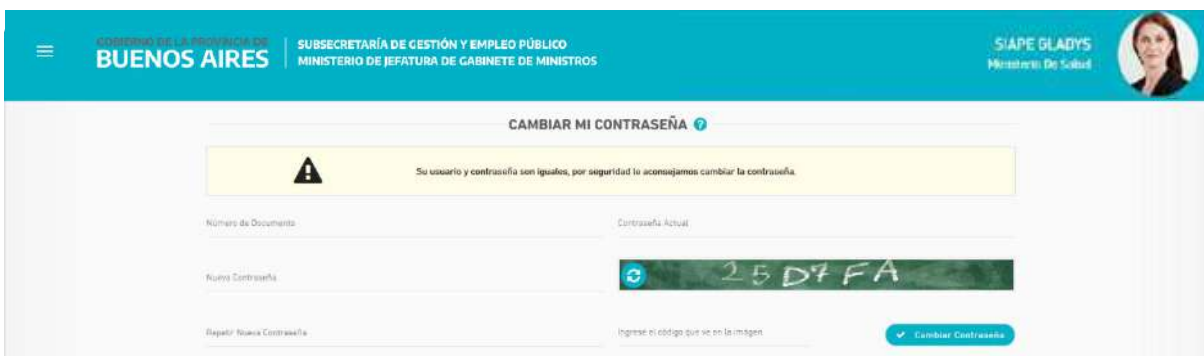 GOBIERNO DE LA PROVINCIA DE
BUENOS AIRES
SUBSECRETARÍA DE GESTIÓN Y EMPLEO PÚBLICO
MINISTERIO DE JEFATURA DE GABINETE DE MINISTROS
SIAPE GLADYS
Ministerio De Salud
CAMBIAR MI CONTRASEÑA ?
Su usuario y contraseña son iguales, por seguridad le aconsejamos cambiar la contraseña.
Número de Documento
Contraseña Actual
Nueva Contraseña
25D7FA
Repetir Nueva Contraseña
Ingrese el código que ve en la imágen
Cambiar Contraseña